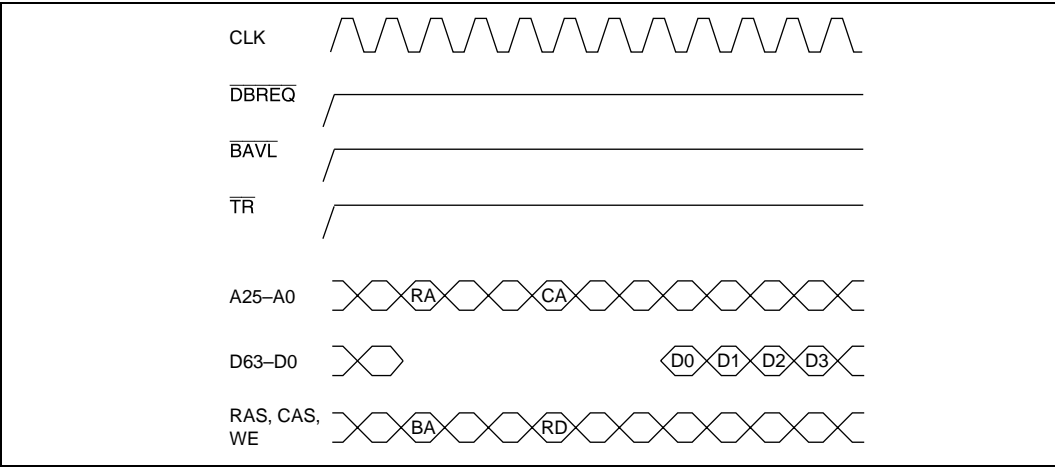 CLK
DBREQ
BAVL
TR
A25–A0 RA CA
D63–D0 D0 D1 D2 D3
RAS, CAS,
WE BA RD